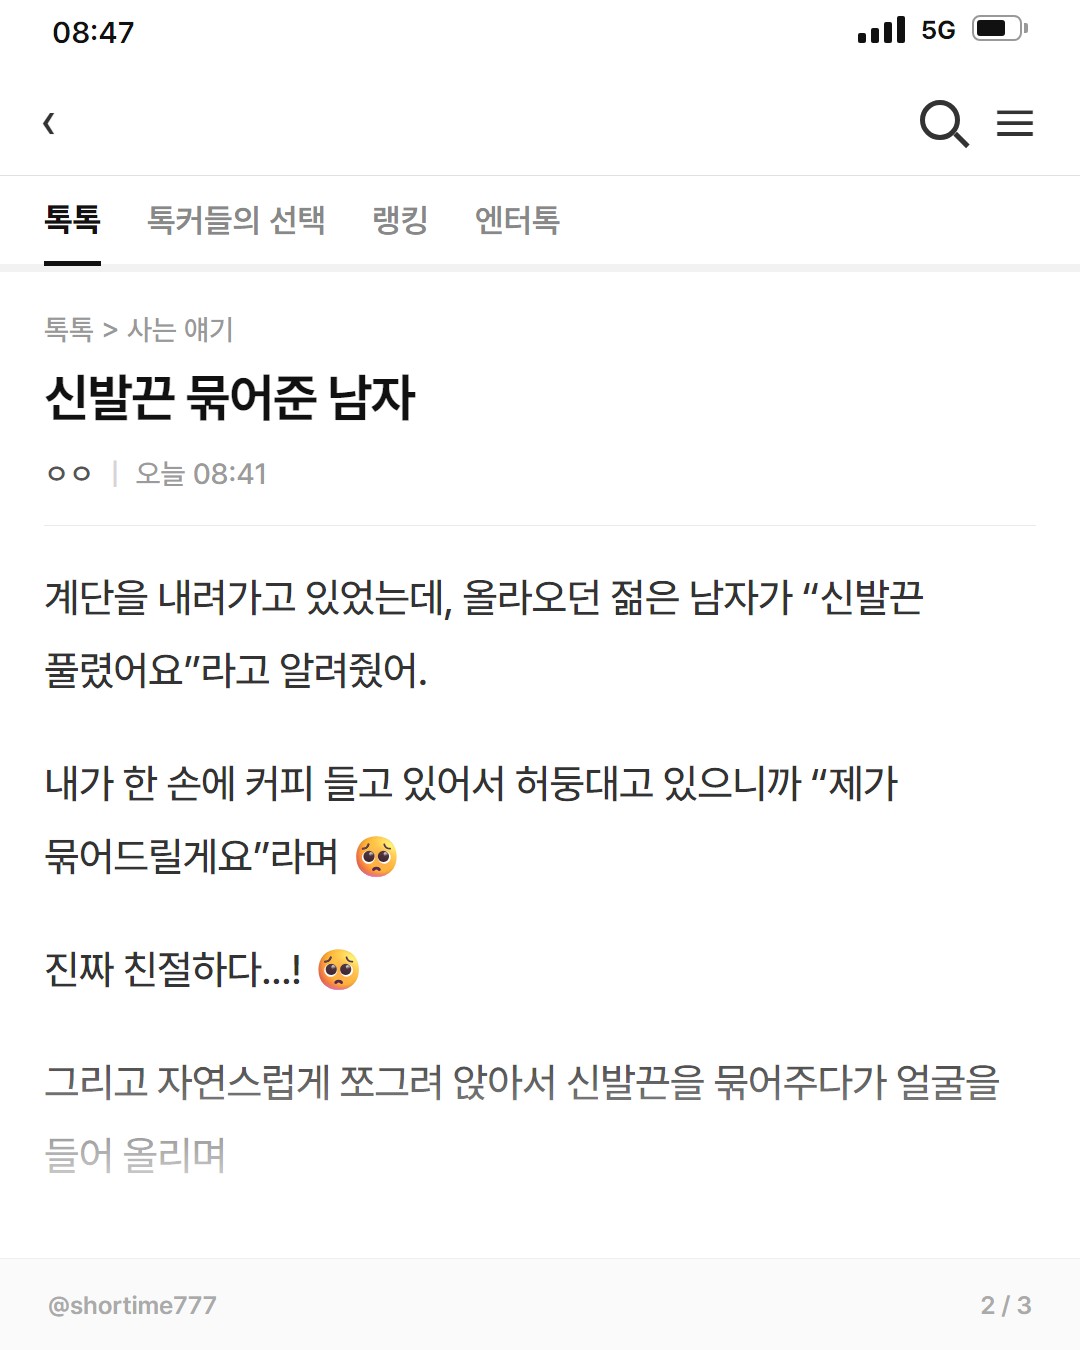 08:47
5G
톡톡 톡커들의 선택 랭킹 엔터톡
톡톡 > 사는 얘기
신발끈 묶어준 남자
ㅇㅇ | 오늘 08:41
계단을 내려가고 있었는데, 올라오던 젊은 남자가 “신발끈
풀렸어요”라고 알려줬어.
내가 한 손에 커피 들고 있어서 허둥대고 있으니까 “제가
묶어드릴게요”라며 🥺
진짜 친절하다...! 🥺
그리고 자연스럽게 쪼그려 앉아서 신발끈을 묶어주다가 얼굴을
들어 올리며
@shortime777
2 / 3